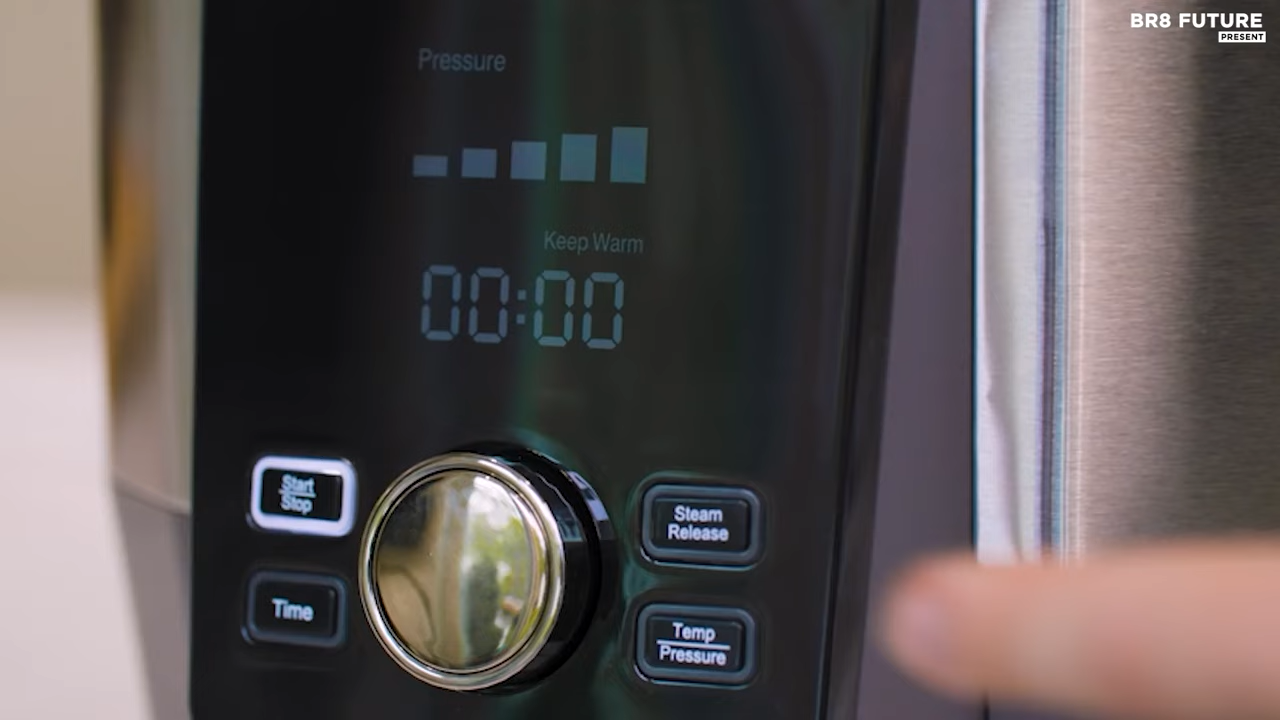 BR8 FUTURE
PRESENT
Pressure
Keep Warm
00:00
Start
Stop
Steam
Release
Time
Temp
Pressure